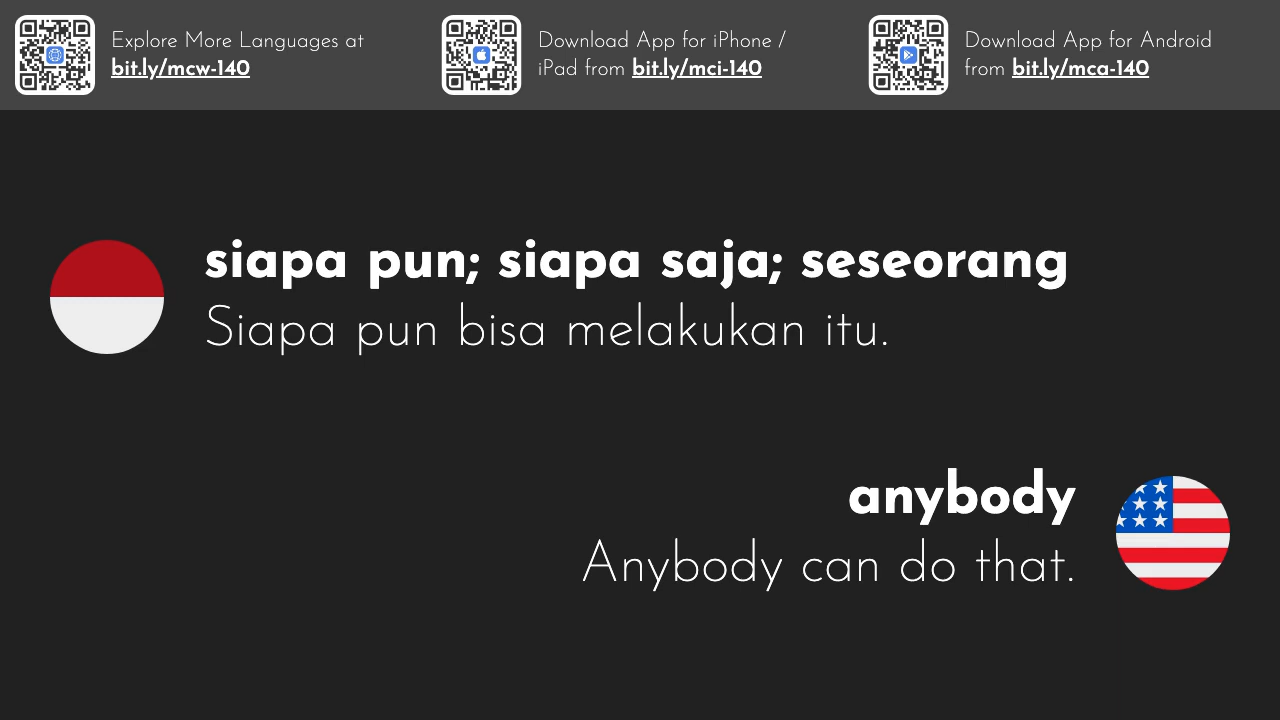 Explore More Languages at
bit.ly/mcw-140
Download App for iPhone /
iPad from bit.ly/mci-140
Download App for Android
from bit.ly/mca-140
siapa pun; siapa saja; seseorang
Siapa pun bisa melakukan itu.
anybody
Anybody can do that.